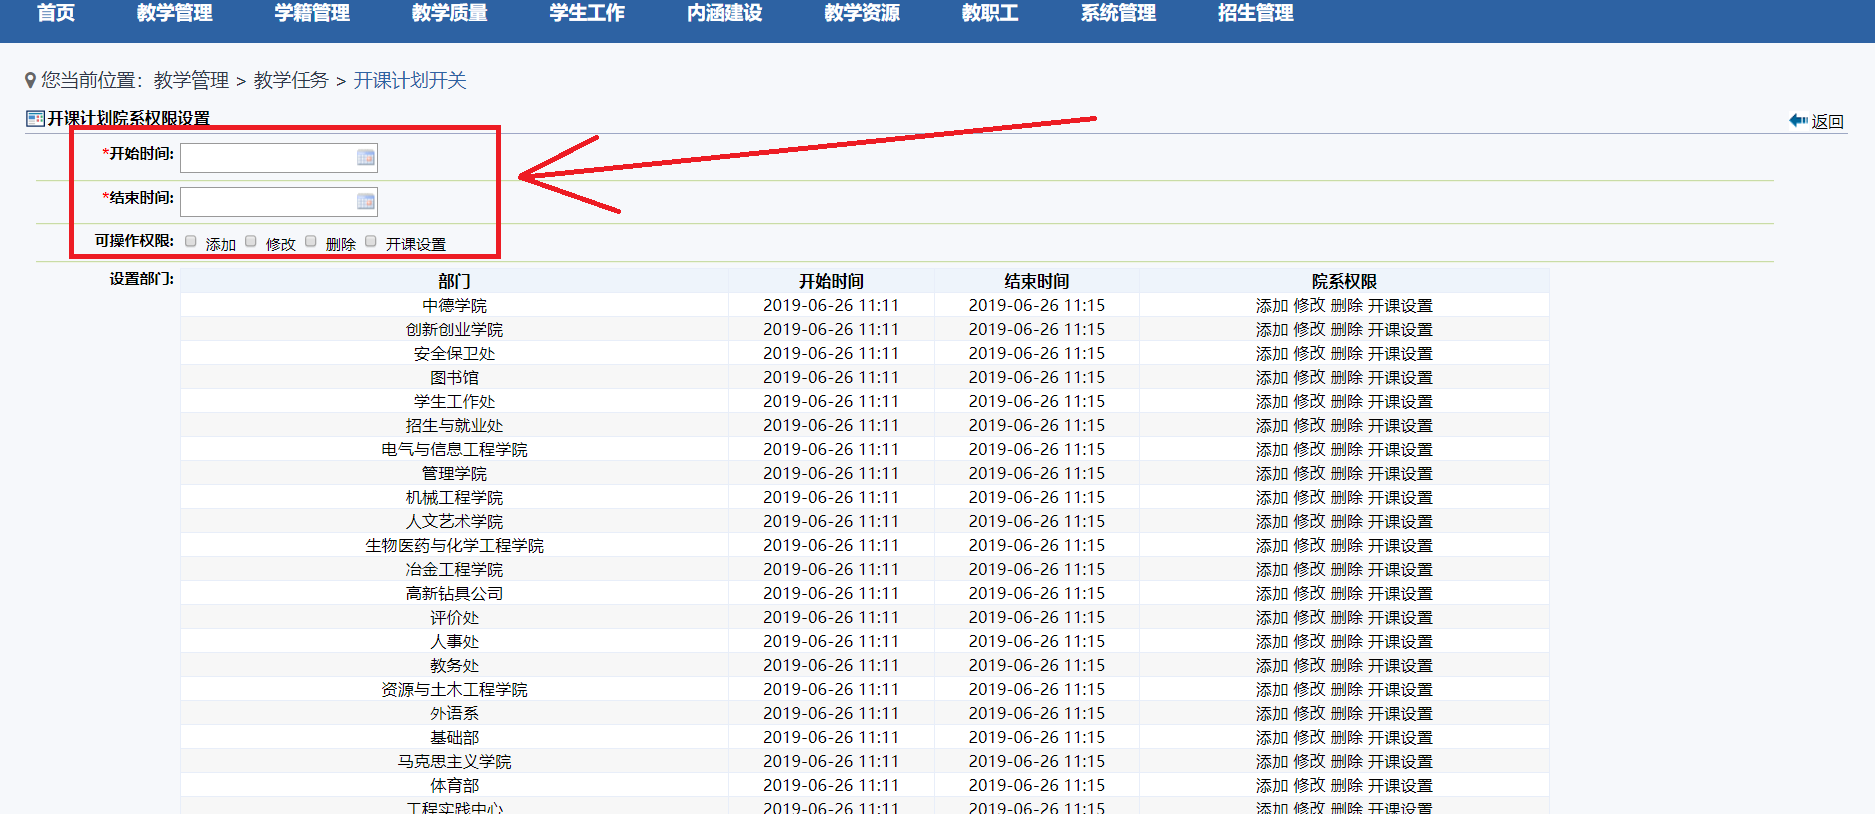 首页 教学管理 学籍管理 教学质量 学生工作 内涵建设 教学资源 教职工 系统管理 招生管理
您当前位置：教学管理 > 教学任务 > 开课计划开关
开课计划院系权限设置
返回
*开始时间:
*结束时间:
可操作权限: 添加 修改 删除 开课设置
设置部门: 部门 开始时间 结束时间 院系权限
中德学院 2019-06-26 11:11 2019-06-26 11:15 添加 修改 删除 开课设置
创新创业学院 2019-06-26 11:11 2019-06-26 11:15 添加 修改 删除 开课设置
安全保卫处 2019-06-26 11:11 2019-06-26 11:15 添加 修改 删除 开课设置
图书馆 2019-06-26 11:11 2019-06-26 11:15 添加 修改 删除 开课设置
学生工作处 2019-06-26 11:11 2019-06-26 11:15 添加 修改 删除 开课设置
招生与就业处 2019-06-26 11:11 2019-06-26 11:15 添加 修改 删除 开课设置
电气与信息工程学院 2019-06-26 11:11 2019-06-26 11:15 添加 修改 删除 开课设置
管理学院 2019-06-26 11:11 2019-06-26 11:15 添加 修改 删除 开课设置
机械工程学院 2019-06-26 11:11 2019-06-26 11:15 添加 修改 删除 开课设置
人文艺术学院 2019-06-26 11:11 2019-06-26 11:15 添加 修改 删除 开课设置
生物医药与化学工程学院 2019-06-26 11:11 2019-06-26 11:15 添加 修改 删除 开课设置
冶金工程学院 2019-06-26 11:11 2019-06-26 11:15 添加 修改 删除 开课设置
高新钻具公司 2019-06-26 11:11 2019-06-26 11:15 添加 修改 删除 开课设置
评价处 2019-06-26 11:11 2019-06-26 11:15 添加 修改 删除 开课设置
人事处 2019-06-26 11:11 2019-06-26 11:15 添加 修改 删除 开课设置
教务处 2019-06-26 11:11 2019-06-26 11:15 添加 修改 删除 开课设置
资源与土木工程学院 2019-06-26 11:11 2019-06-26 11:15 添加 修改 删除 开课设置
外语系 2019-06-26 11:11 2019-06-26 11:15 添加 修改 删除 开课设置
基础部 2019-06-26 11:11 2019-06-26 11:15 添加 修改 删除 开课设置
马克思主义学院 2019-06-26 11:11 2019-06-26 11:15 添加 修改 删除 开课设置
体育部 2019-06-26 11:11 2019-06-26 11:15 添加 修改 删除 开课设置
工程实践中心 2019-06-26 11:11 2019-06-26 11:15 添加 修改 删除 开课设置